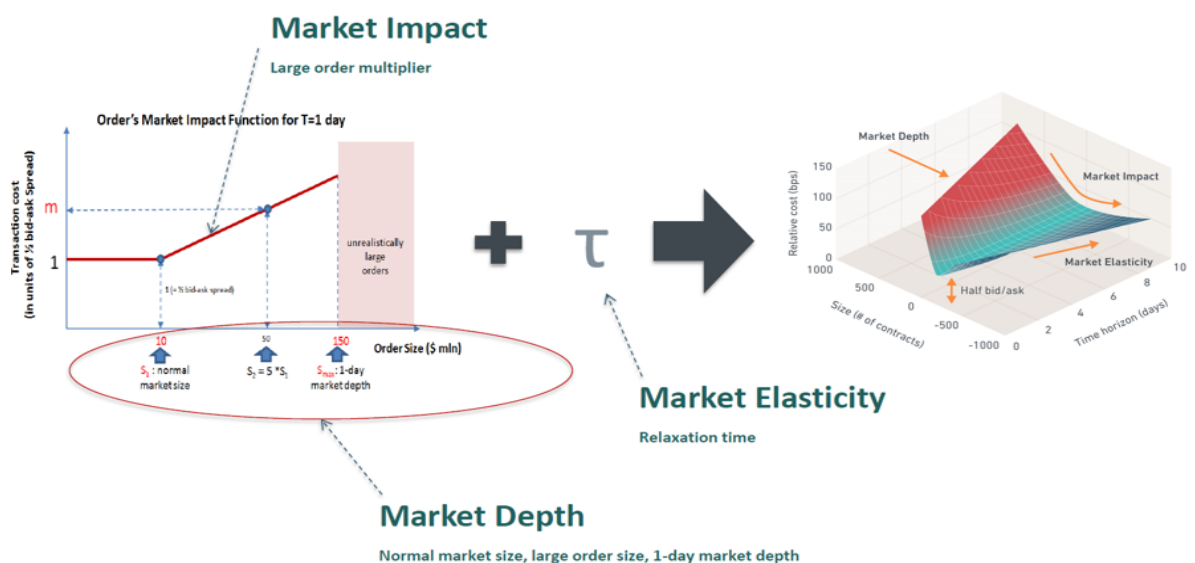 Market Impact
Large order multiplier
Order's Market Impact Function for T=1 day
Transaction cost
(In units of ½ bid-ask Spread)
m
1
1 (= ½ bid-ask spread)
unrealistically
large
orders
10
50
150
Order Size ($ mln)
S₁ : normal
market size
S₂ = 5 *S₁
Smax: 1-day
market depth
+
τ
Market Elasticity
Relaxation time
Market Depth
Normal market size, large order size, 1-day market depth
Market Depth
Market Impact
Market Elasticity
Half bid/ask
Relative cost (bps)
150
100
50
0
1000
500
0
-500
-1000
Size (# of contracts)
0
2
4
6
8
10
Time horizon (days)